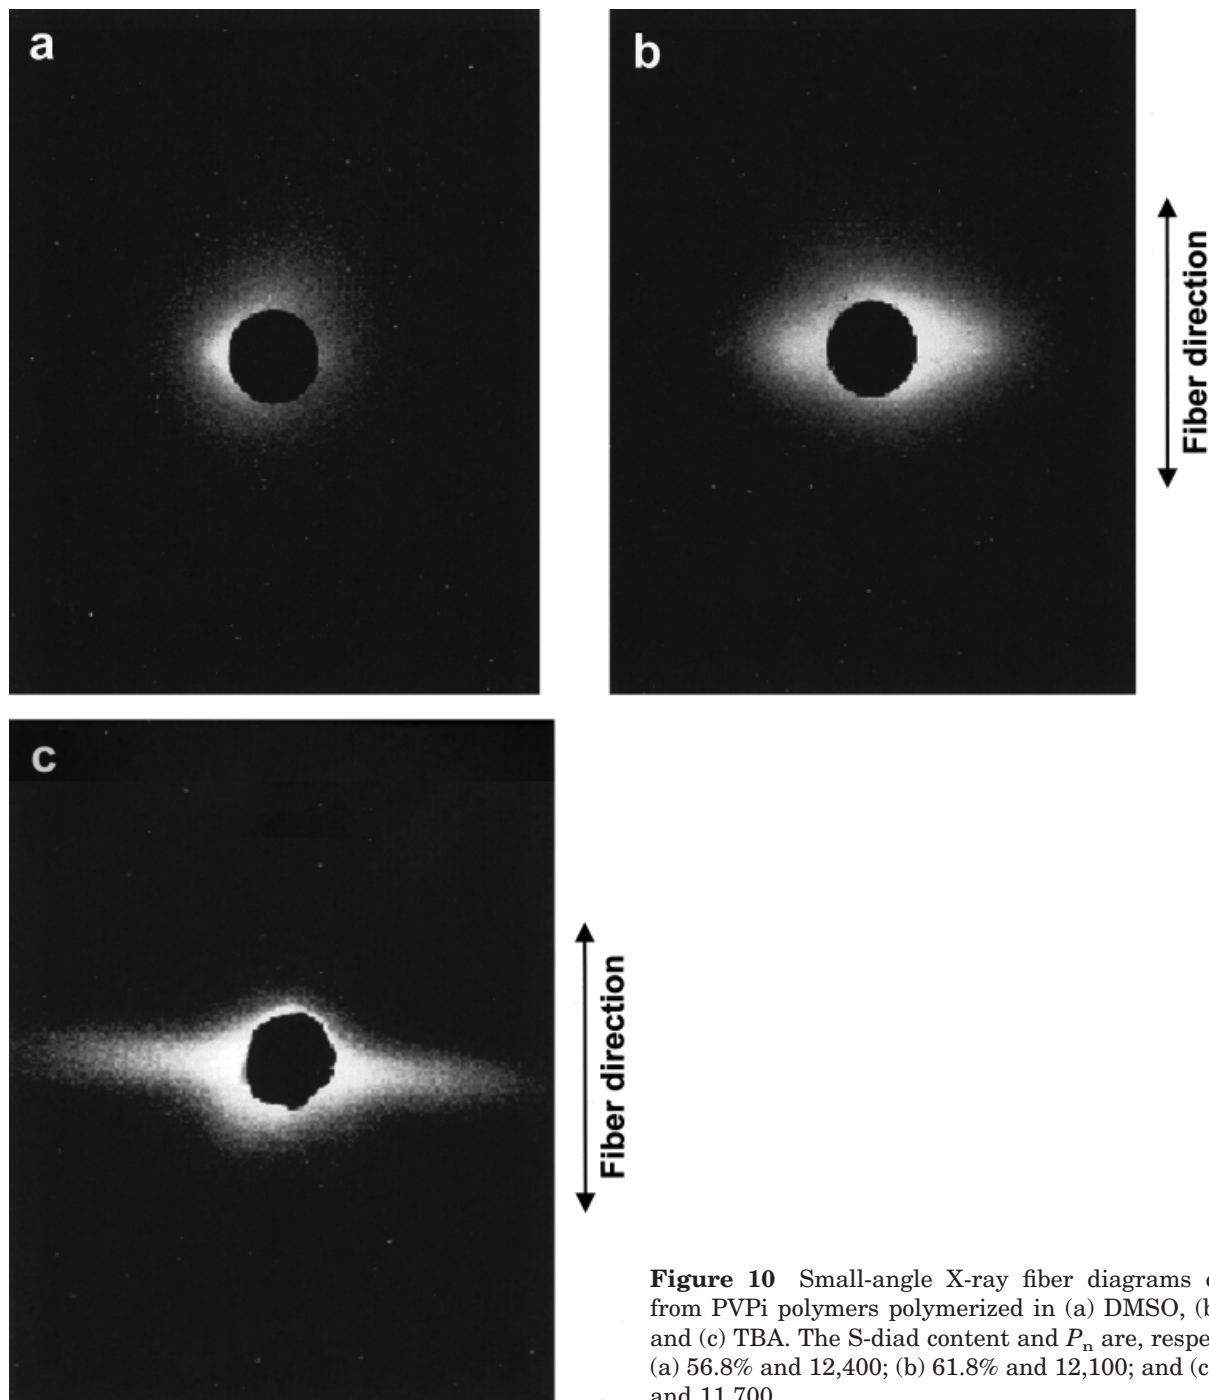 a
b
Fiber direction
c
Fiber direction
Figure 10 Small-angle X-ray fiber diagrams
from PVPi polymers polymerized in (a) DMSO,
and (c) TBA. The S-diad content and Pn are,
(a) 56.8% and 12,400; (b) 61.8% and 12,100; and
and 11,700